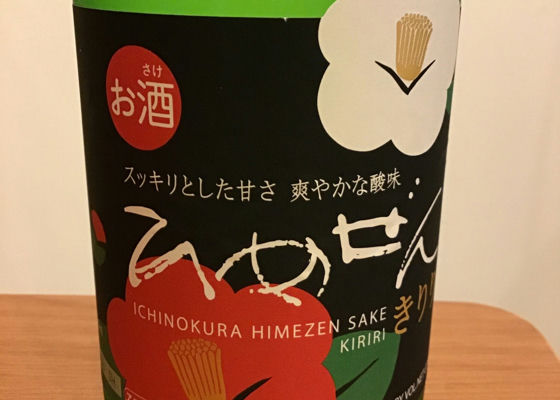 さけ
お酒
スッキリとした甘さ 爽やかな酸味
ひめぜん
ICHINOKURA HIMEZEN SAKE
KIRIRI
きり